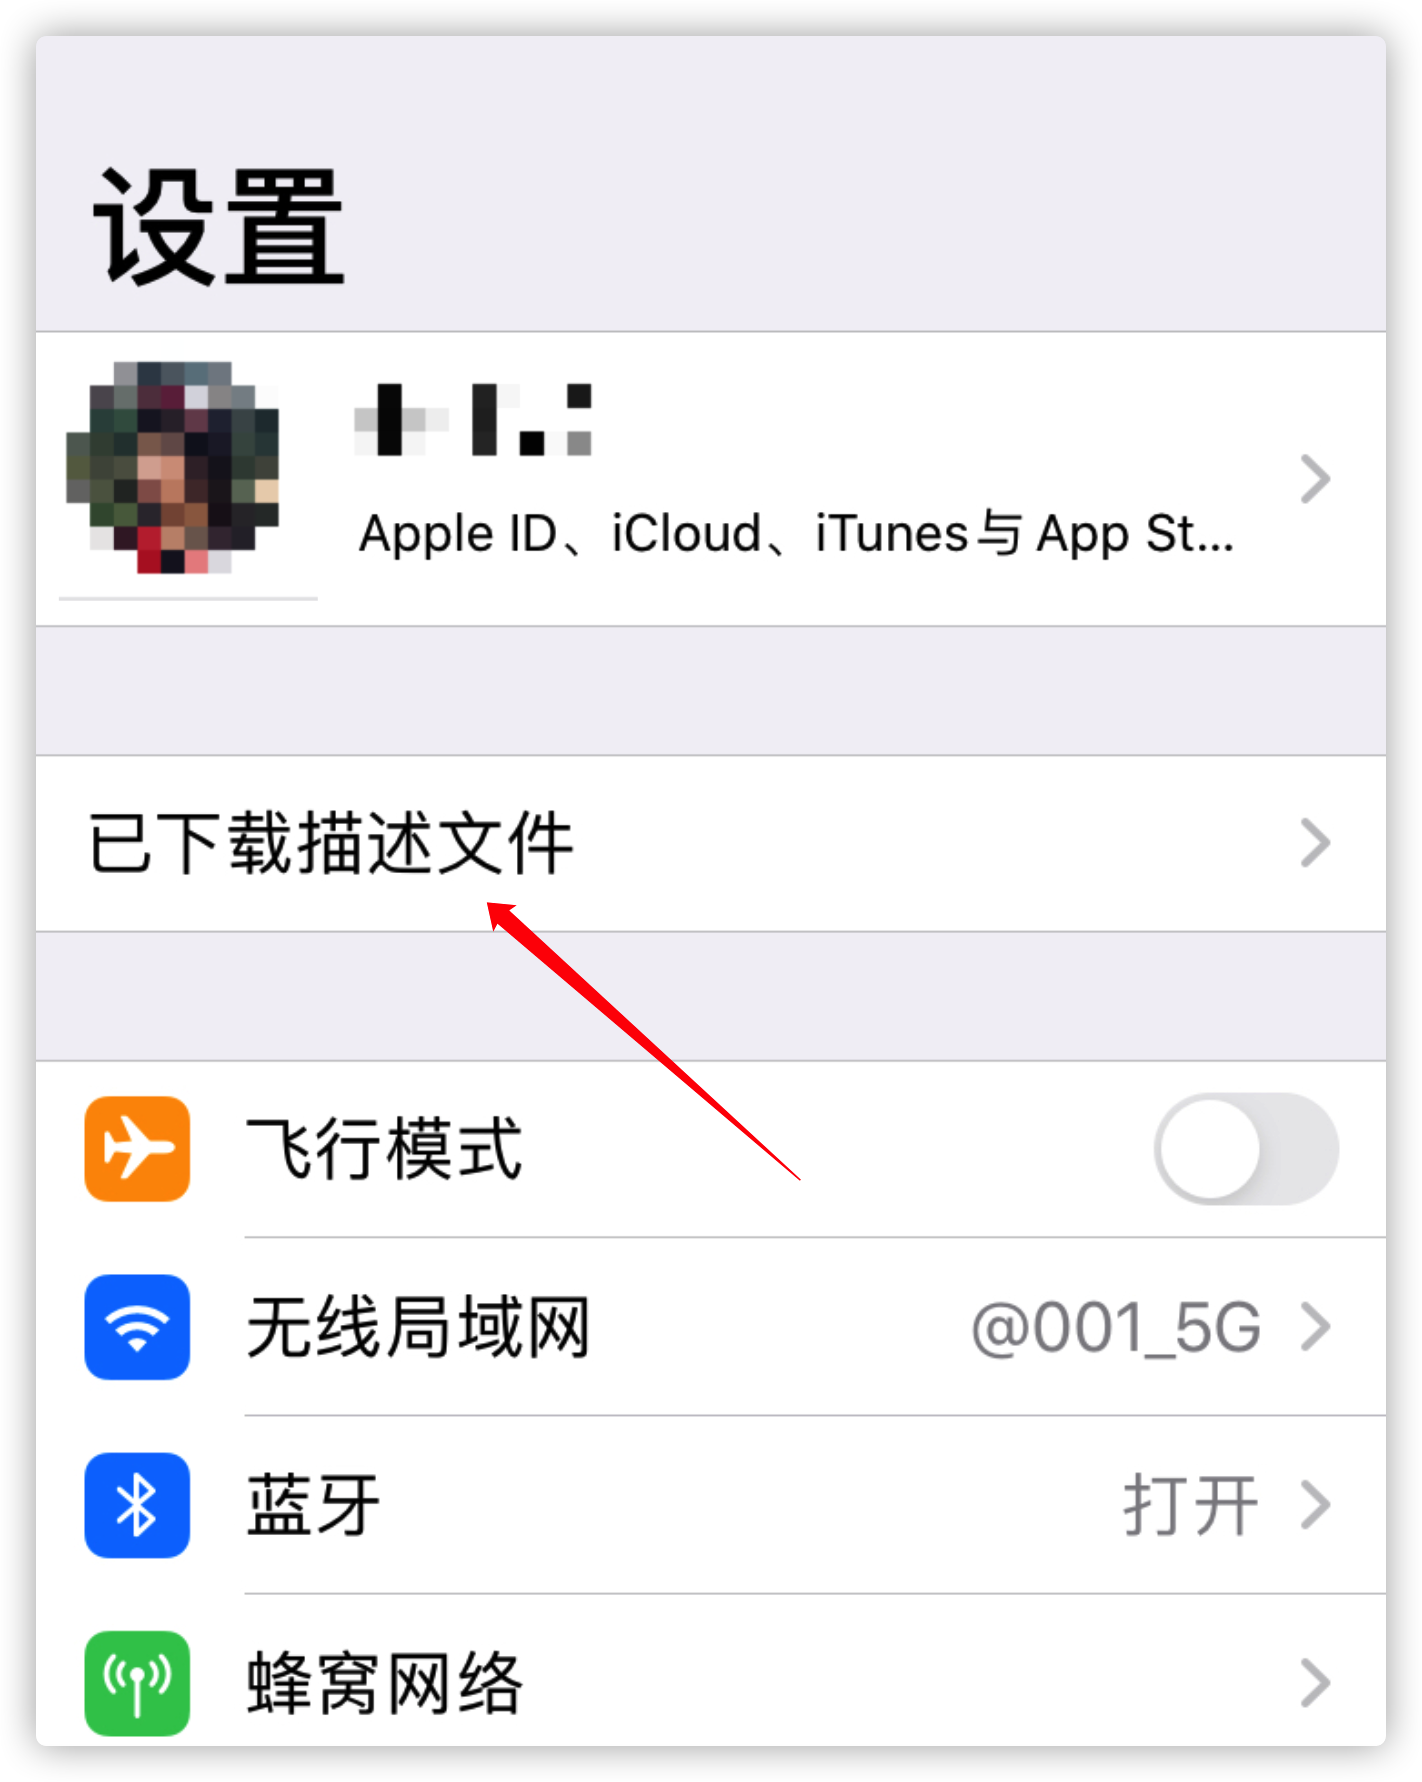 设置
Apple ID、iCloud、iTunes与 App St...
已下载描述文件
飞行模式
无线局域网 @001_5G
蓝牙 打开
蜂窝网络